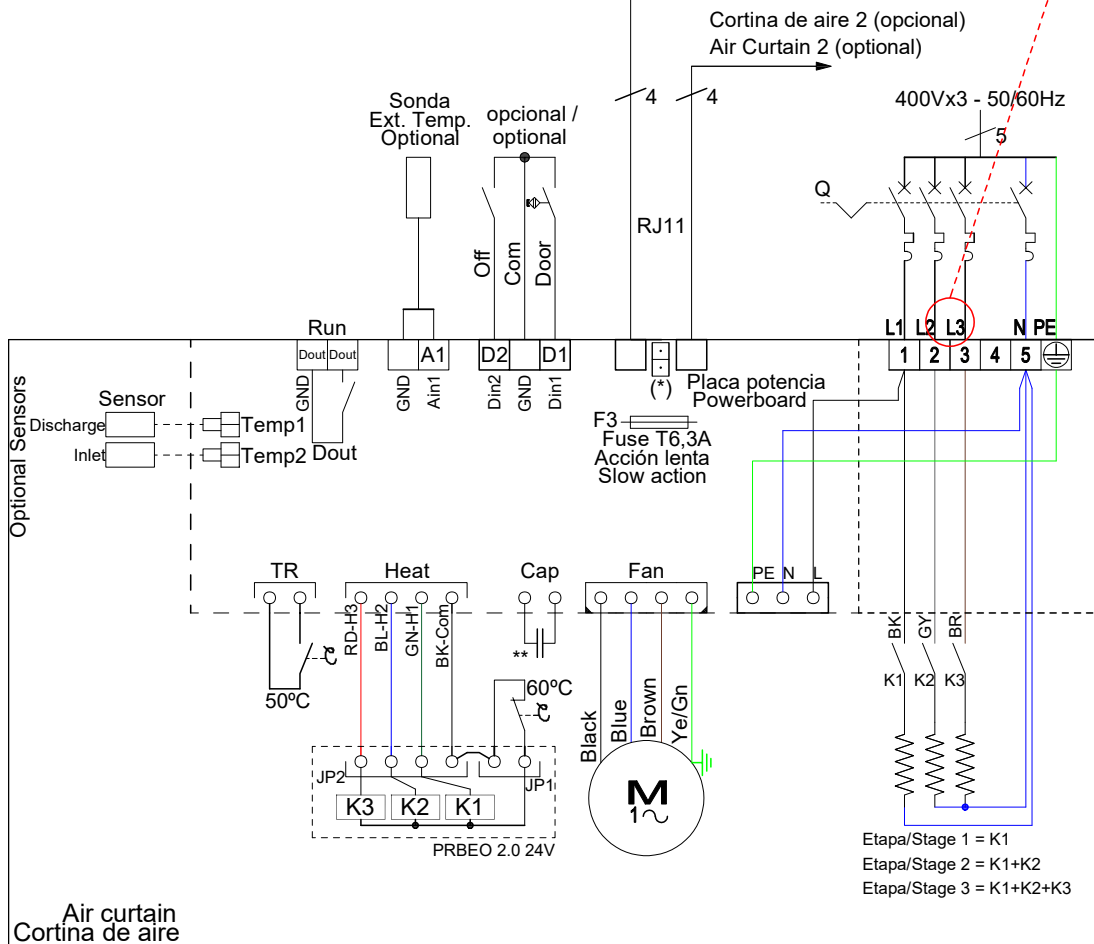 Cortina de aire 2 (opcional)
Air Curtain 2 (optional)
4
4
400Vx3 - 50/60Hz
5
Sonda
Ext. Temp.
Optional
opcional /
optional
Q
RJ11
Off
Com
Door
L1
L2
L3
N
PE
Run
Dout
Dout
A1
D2
D1
1
2
3
4
5
GND
GND
Ain1
Din2
GND
Din1
(*)
Placa potencia
Powerboard
Optional Sensors
Sensor
Discharge
Temp1
Inlet
Temp2
Dout
F3
Fuse T6,3A
Acción lenta
Slow action
TR
Heat
Cap
Fan
PE
N
L
RD-H3
BL-H2
GN-H1
BK-Com
**
BK
GY
BR
50ºC
60ºC
K1
K2
K3
Black
Blue
Brown
Ye/Gn
JP2
JP1
K3
K2
K1
M
1~
PRBEO 2.0 24V
Etapa/Stage 1 = K1
Etapa/Stage 2 = K1+K2
Etapa/Stage 3 = K1+K2+K3
Air curtain
Cortina de aire